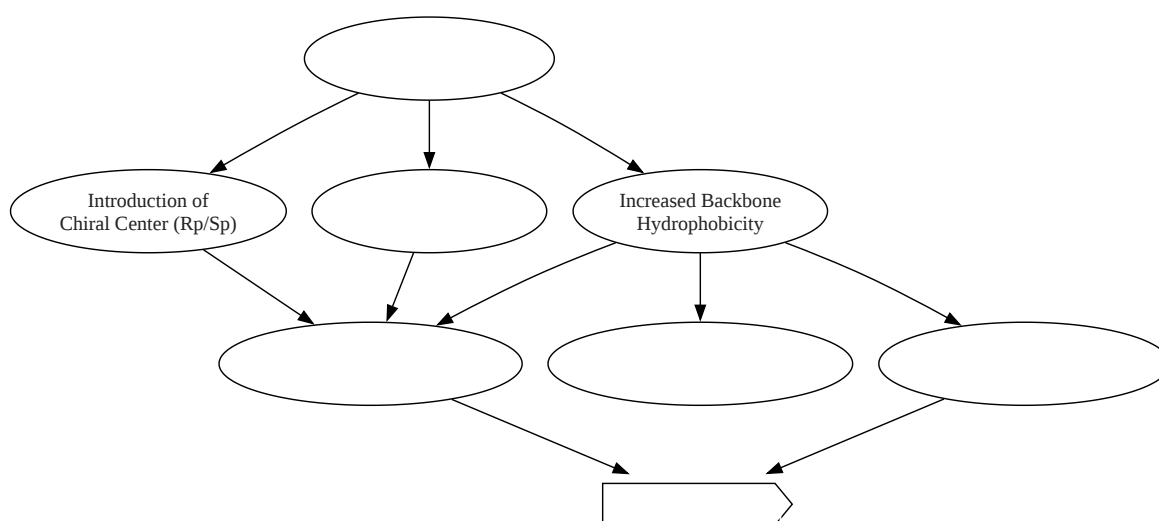 Introduction of
Chiral Center (Rp/Sp)
Increased Backbone
Hydrophobicity